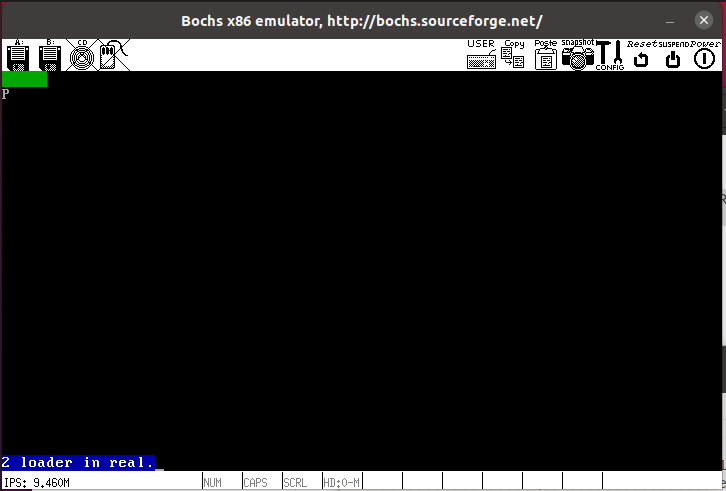 Bochs x86 emulator, http://bochs.sourceforge.net/
A: B: CD USER Copy Paste snapshot CONFIG Reset SUSPEND Power
P
2 loader in real.
IPS: 9.460M NUM CAPS SCRL HD:0-M